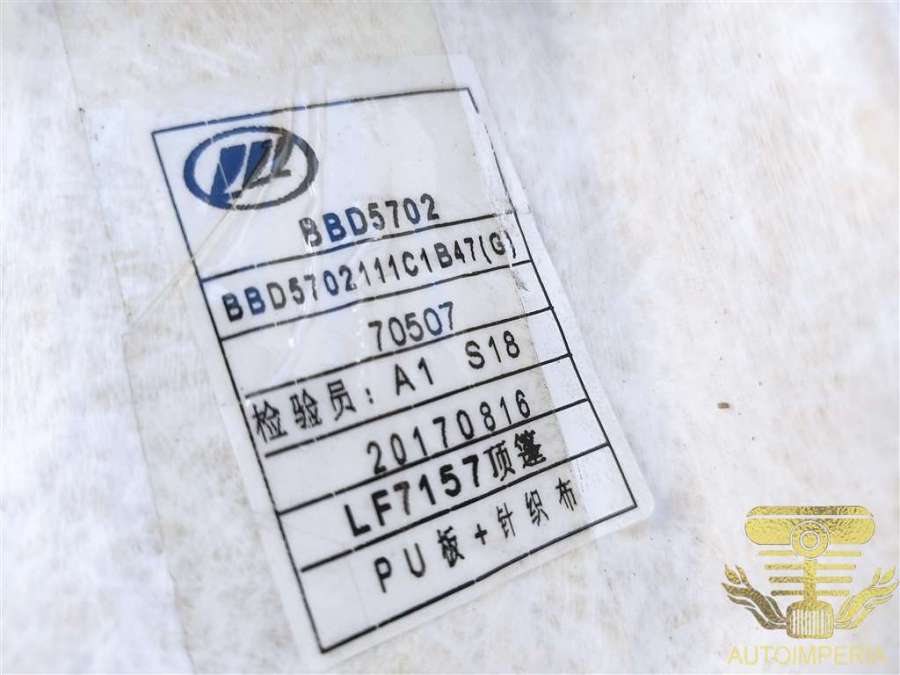 BBD5702
BBD5702111C1B47(G)
70507
检验员: A1 S18
20170816
LF7157顶篷
PU板+针织布
AUTOIMPERIA